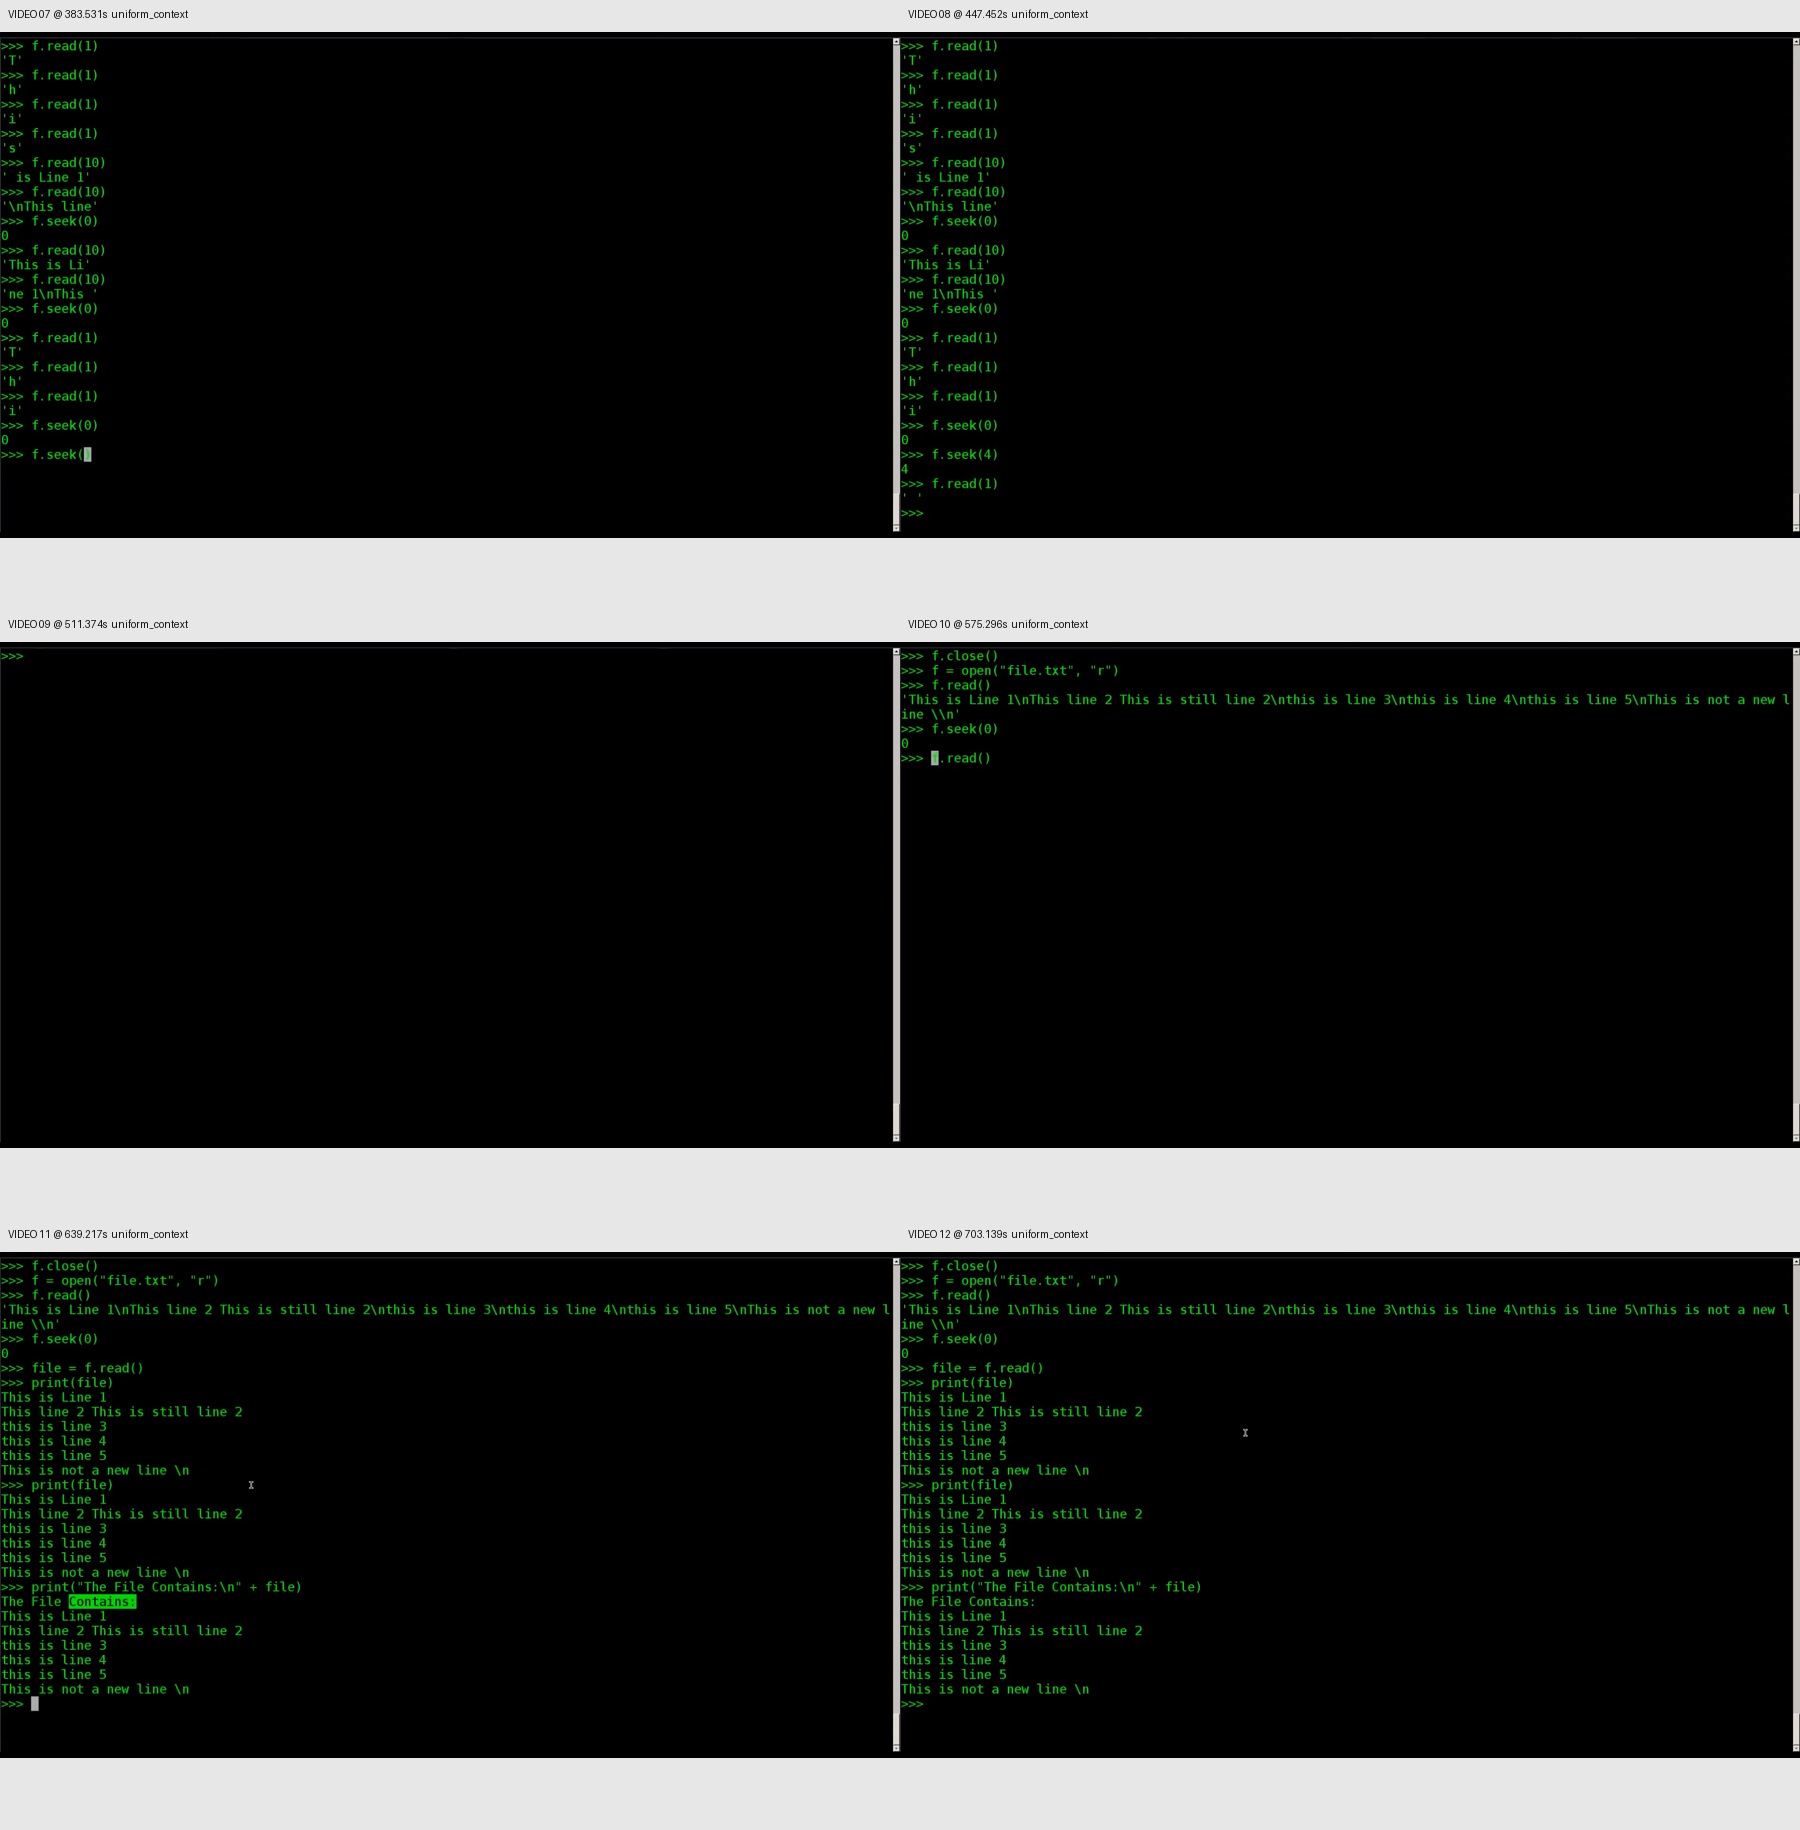 VIDEO07 @ 383.531s uniform_context
>>> f.read(1)
'T'
>>> f.read(1)
'h'
>>> f.read(1)
'i'
>>> f.read(1)
's'
>>> f.read(10)
' is Line 1'
>>> f.read(10)
'\nThis line'
>>> f.seek(0)
0
>>> f.read(10)
'This is Li'
>>> f.read(10)
'ne 1\nThis '
>>> f.seek(0)
0
>>> f.read(1)
'T'
>>> f.read(1)
'h'
>>> f.read(1)
'i'
>>> f.seek(0)
0
>>> f.seek(
VIDEO08 @ 447.452s uniform_context
>>> f.read(1)
'T'
>>> f.read(1)
'h'
>>> f.read(1)
'i'
>>> f.read(1)
's'
>>> f.read(10)
' is Line 1'
>>> f.read(10)
'\nThis line'
>>> f.seek(0)
0
>>> f.read(10)
'This is Li'
>>> f.read(10)
'ne 1\nThis '
>>> f.seek(0)
0
>>> f.read(1)
'T'
>>> f.read(1)
'h'
>>> f.read(1)
'i'
>>> f.seek(0)
0
>>> f.seek(4)
4
>>> f.read(1)
' '
>>>
VIDEO09 @ 511.374s uniform_context
>>>
VIDEO10 @ 575.296s uniform_context
>>> f.close()
>>> f = open("file.txt", "r")
>>> f.read()
'This is Line 1\nThis line 2 This is still line 2\nthis is line 3\nthis is line 4\nthis is line 5\nThis is not a new l
ine \\n'
>>> f.seek(0)
0
>>> f.read()
VIDEO11 @ 639.217s uniform_context
>>> f.close()
>>> f = open("file.txt", "r")
>>> f.read()
'This is Line 1\nThis line 2 This is still line 2\nthis is line 3\nthis is line 4\nthis is line 5\nThis is not a new l
ine \\n'
>>> f.seek(0)
0
>>> file = f.read()
>>> print(file)
This is Line 1
This line 2 This is still line 2
this is line 3
this is line 4
this is line 5
This is not a new line \n
>>> print(file)
This is Line 1
This line 2 This is still line 2
this is line 3
this is line 4
this is line 5
This is not a new line \n
>>> print("The File Contains:\n" + file)
The File Contains:
This is Line 1
This line 2 This is still line 2
this is line 3
this is line 4
this is line 5
This is not a new line \n
>>>
VIDEO12 @ 703.139s uniform_context
>>> f.close()
>>> f = open("file.txt", "r")
>>> f.read()
'This is Line 1\nThis line 2 This is still line 2\nthis is line 3\nthis is line 4\nthis is line 5\nThis is not a new l
ine \\n'
>>> f.seek(0)
0
>>> file = f.read()
>>> print(file)
This is Line 1
This line 2 This is still line 2
this is line 3
this is line 4
this is line 5
This is not a new line \n
>>> print(file)
This is Line 1
This line 2 This is still line 2
this is line 3
this is line 4
this is line 5
This is not a new line \n
>>> print("The File Contains:\n" + file)
The File Contains:
This is Line 1
This line 2 This is still line 2
this is line 3
this is line 4
this is line 5
This is not a new line \n
>>>